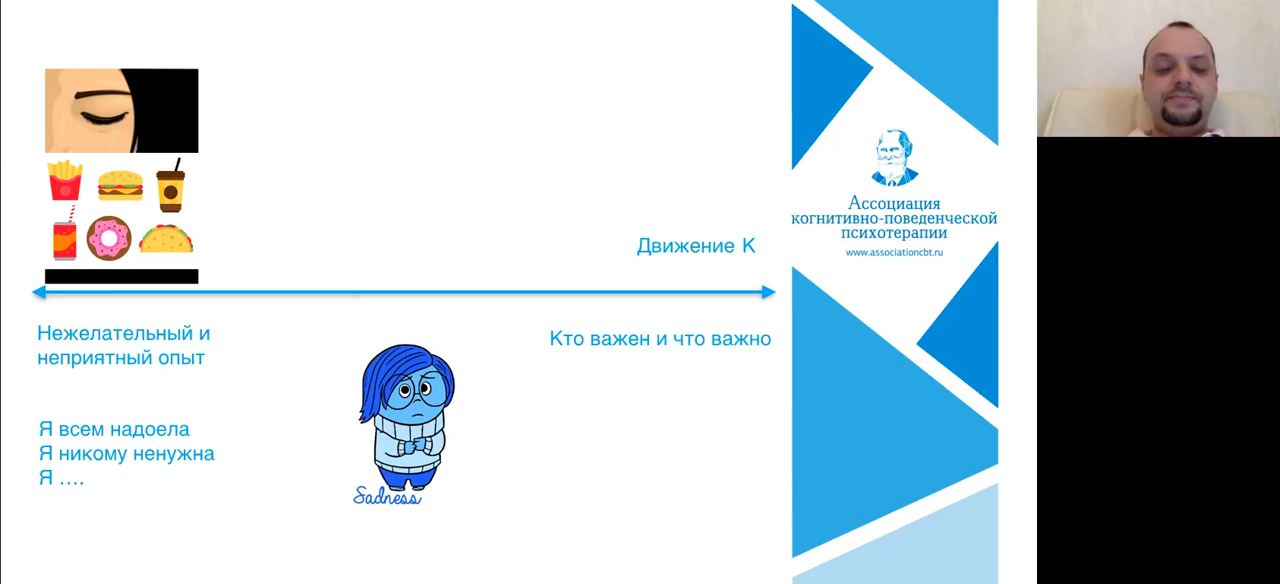 Движение К
Нежелательный и
неприятный опыт
Кто важен и что важно
Я всем надоела
Я никому ненужна
Я ....
Sadness
Ассоциация
когнитивно-поведенческой
психотерапии
www.associationcbt.ru